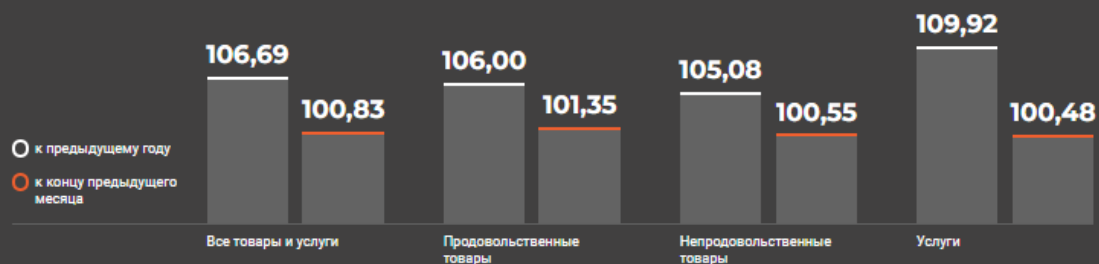 106,69
100,83
106,00
101,35
105,08
100,55
109,92
100,48
к предыдущему году
к концу предыдущего
месяца
Все товары и услуги
Продовольственные
товары
Непродовольственные
товары
Услуги